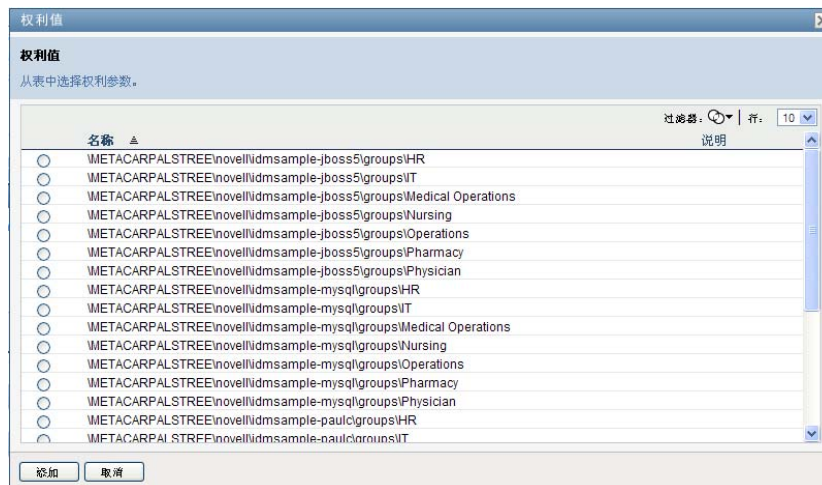 权利值
权利值
从表中选择权利参数。
过滤器: 行: 10
名称 说明
\METACARPALSTREE\novell\idmsample-jboss5\groups\HR
\METACARPALSTREE\novell\idmsample-jboss5\groups\IT
\METACARPALSTREE\novell\idmsample-jboss5\groups\Medical Operations
\METACARPALSTREE\novell\idmsample-jboss5\groups\Nursing
\METACARPALSTREE\novell\idmsample-jboss5\groups\Operations
\METACARPALSTREE\novell\idmsample-jboss5\groups\Pharmacy
\METACARPALSTREE\novell\idmsample-jboss5\groups\Physician
\METACARPALSTREE\novell\idmsample-mysql\groups\HR
\METACARPALSTREE\novell\idmsample-mysql\groups\IT
\METACARPALSTREE\novell\idmsample-mysql\groups\Medical Operations
\METACARPALSTREE\novell\idmsample-mysql\groups\Nursing
\METACARPALSTREE\novell\idmsample-mysql\groups\Operations
\METACARPALSTREE\novell\idmsample-mysql\groups\Pharmacy
\METACARPALSTREE\novell\idmsample-mysql\groups\Physician
\METACARPALSTREE\novell\idmsample-paulc\groups\HR
\METACARPALSTREE\novell\idmsample-paulc\groups\IT
添加 取消